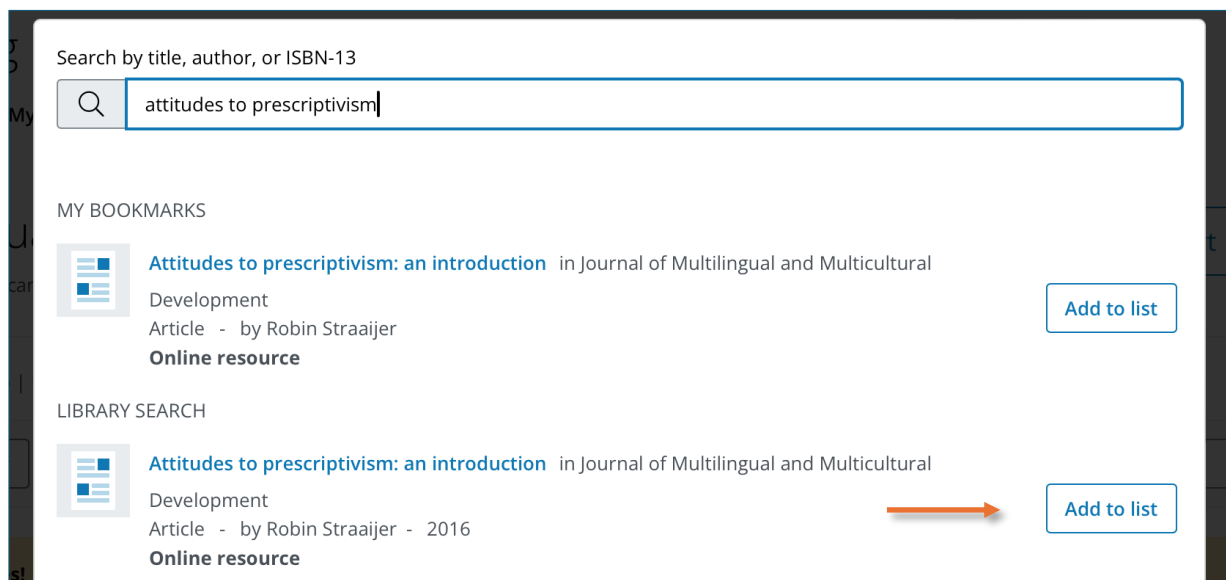 Search by title, author, or ISBN-13
attitudes to prescriptivism
My
MY BOOKMARKS
Attitudes to prescriptivism: an introduction in Journal of Multilingual and Multicultural
Development
Article - by Robin Straaijer
Online resource
Add to list
LIBRARY SEARCH
Attitudes to prescriptivism: an introduction in Journal of Multilingual and Multicultural
Development
Article - by Robin Straaijer - 2016
Online resource
Add to list